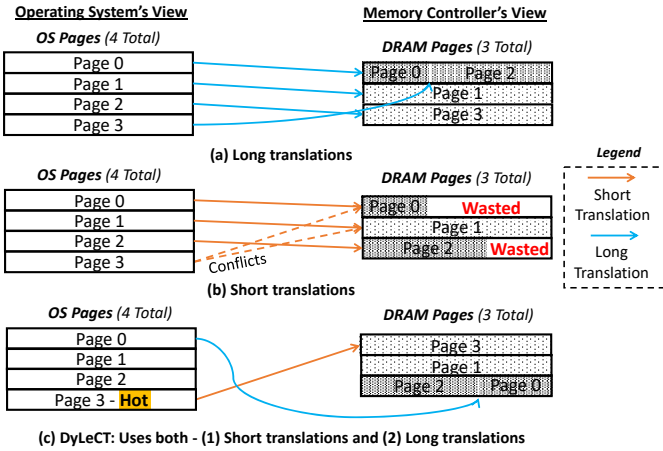 Operating System's View
Memory Controller's View
OS Pages (4 Total)
DRAM Pages (3 Total)
Page 0
Page 1
Page 2
Page 3
Page 0
Page 2
Page 1
Page 3
(a) Long translations
OS Pages (4 Total)
DRAM Pages (3 Total)
Page 0
Page 1
Page 2
Page 3
Conflicts
Page 0
Wasted
Page 1
Page 2
Wasted
(b) Short translations
Legend
Short
Translation
Long
Translation
OS Pages (4 Total)
DRAM Pages (3 Total)
Page 0
Page 1
Page 2
Page 3 - Hot
Page 3
Page 1
Page 2
Page 0
(c) DyLeCT: Uses both - (1) Short translations and (2) Long translations